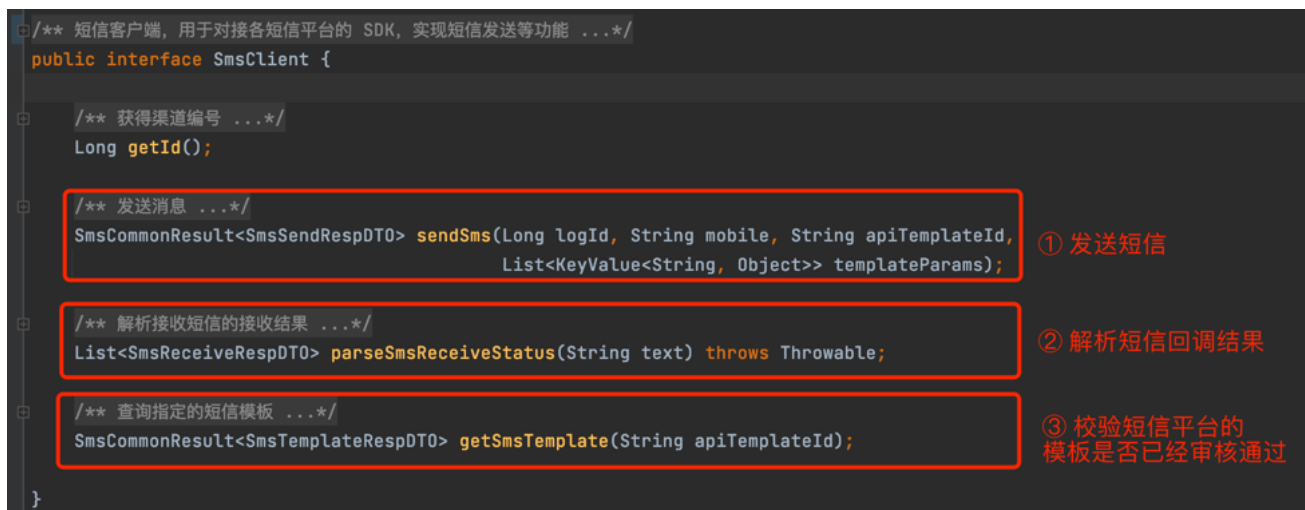 /** 短信客户端，用于对接各短信平台的 SDK，实现短信发送等功能 ...*/
public interface SmsClient {
/** 获得渠道编号 ...*/
Long getId();
/** 发送消息 ...*/
SmsCommonResult<SmsSendRespDTO> sendSms(Long logId, String mobile, String apiTemplateId,
List<KeyValue<String, Object>> templateParams);
① 发送短信
/** 解析接收短信的接收结果 ...*/
List<SmsReceiveRespDTO> parseSmsReceiveStatus(String text) throws Throwable;
② 解析短信回调结果
/** 查询指定的短信模板 ...*/
SmsCommonResult<SmsTemplateRespDTO> getSmsTemplate(String apiTemplateId);
③ 校验短信平台的
模板是否已经审核通过
}